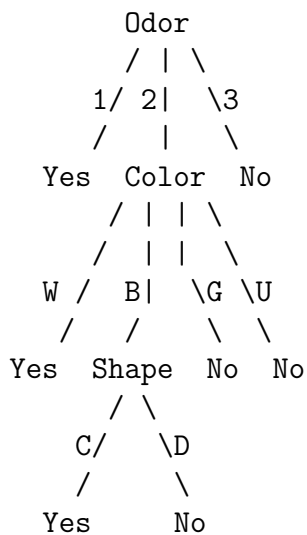 Odor
/ | \
1/ 2| \3
/ | \
Yes Color No
/ | | \
/ | | \
W / B| \G \U
/ / \ \
Yes Shape No No
/ \
C/ \D
/ \
Yes No